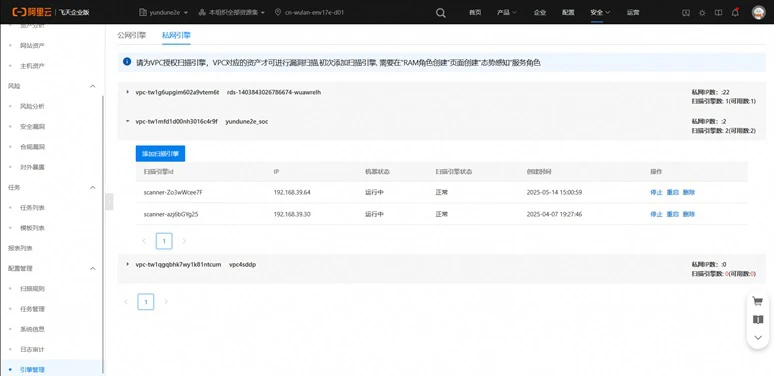 阿里云 | 飞天企业版
yundune2e
本组织全部资源集
cn-wulan-env17e-d01
首页 产品 企业 配置 安全 运营
资产分析
网站资产
主机资产
风险
风险分析
安全漏洞
合规漏洞
对外暴露
任务
任务列表
模板列表
报表列表
配置管理
扫描规则
任务管理
系统信息
日志审计
引擎管理
公网引擎 私网引擎
请为VPC授权扫描引擎，VPC对应的资产才可进行漏洞扫描,初次添加扫描引擎, 需要在"RAM角色创建"页面创建"态势感知"服务角色
vpc-tw1g6upgim602a9vtem6t rds-1403843026786674-wuawrelh
私网IP数：:22
扫描引擎数: 1(可用数:1)
vpc-tw1mfd1d00nh3016c4r9f yundune2e_soc
私网IP数：:2
扫描引擎数: 2(可用数:2)
添加扫描引擎
扫描引擎id IP 机器状态 扫描引擎状态 创建时间 操作
scanner-Zo3wWcee7F 192.168.39.64 运行中 正常 2025-05-14 15:00:59 停止 重启 删除
scanner-azj6bGYg25 192.168.39.30 运行中 正常 2025-04-07 19:27:46 停止 重启 删除
1
vpc-tw1qgqbhk7wy1k81ntcum vpc4sddp
私网IP数：:0
扫描引擎数: 0(可用数:0)
1